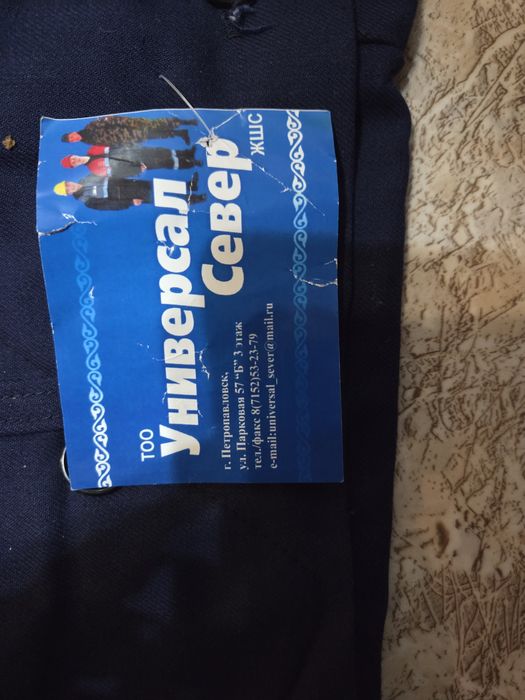 ТОО
Универсал
Север
ЖШС
г. Петропавловск,
ул. Парковая 57 "Б" 3 этаж
тел./факс 8(7152)53-23-79
e-mail:universal_sever@mail.ru